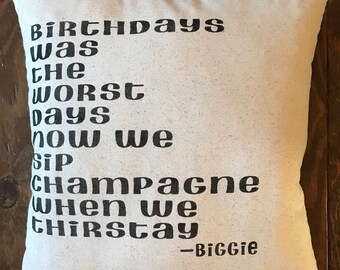 BIRTHDAYS
WAS
THE
WORST
DAYS
NOW WE
SIP
CHAMPAGNE
WHEN WE
THIRSTAY
—BIGGIE